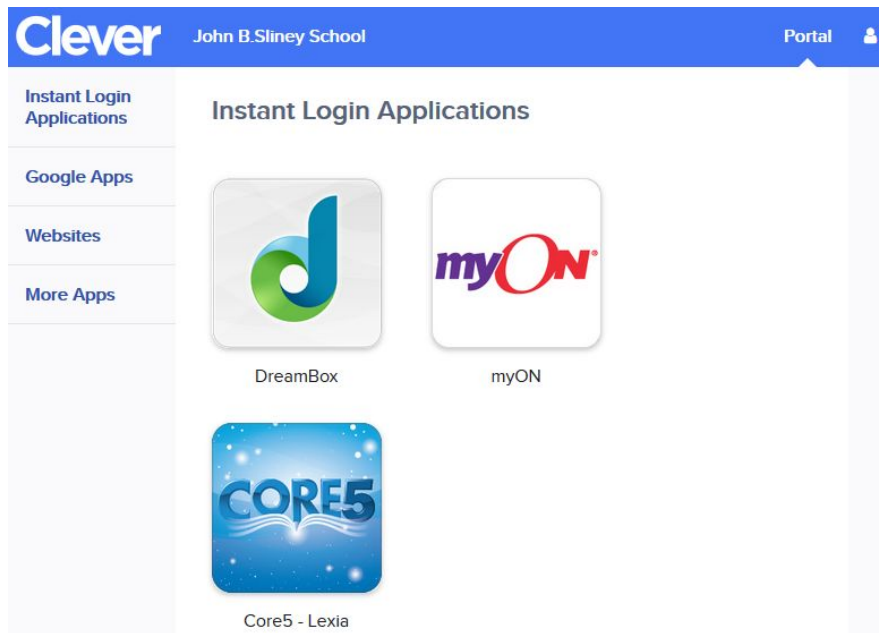 Clever
John B.Sliney School
Portal
Instant Login
Applications
Google Apps
Websites
More Apps
Instant Login Applications
myON
DreamBox
myON
CORE5
Core5 - Lexia